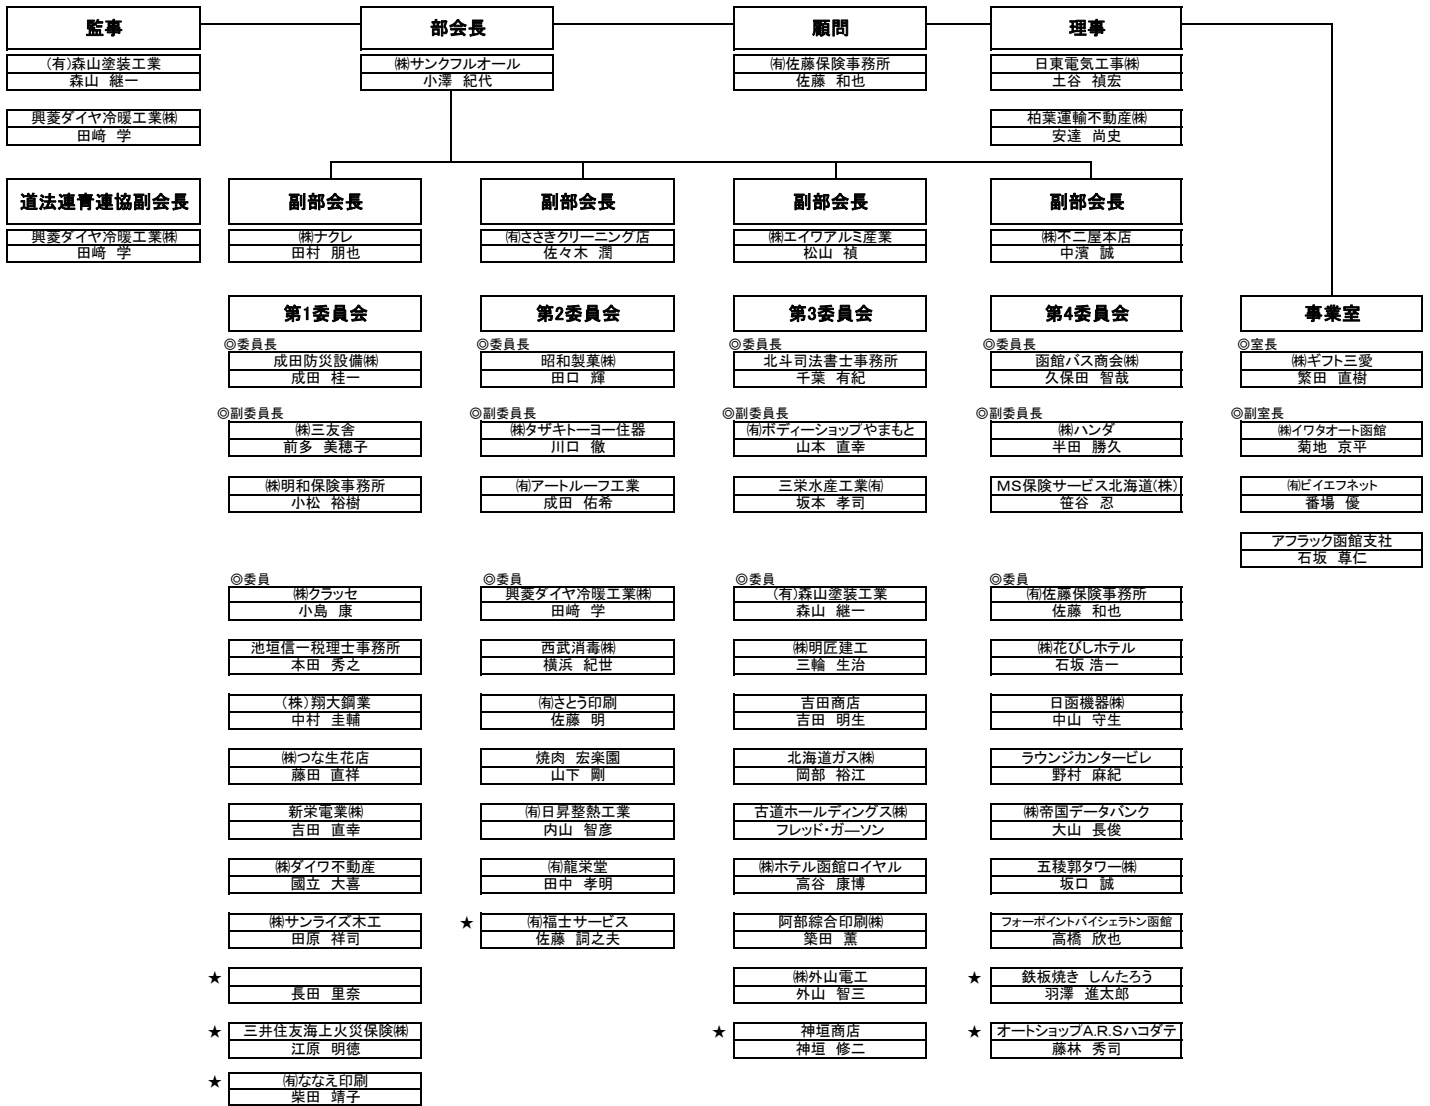 監事
部会長
顧問
理事
(有)森山塗装工業
森山 継一
㈱サンクフルオール
小澤 紀代
㈲佐藤保険事務所
佐藤 和也
日東電気工事㈱
土谷 禎宏
興菱ダイヤ冷暖工業㈱
田﨑 学
柏葉運輸不動産㈱
安達 尚史
道法連青連協副会長
副部会長
副部会長
副部会長
副部会長
興菱ダイヤ冷暖工業㈱
田﨑 学
㈱ナクレ
田村 朋也
㈲ささきクリーニング店
佐々木 潤
㈱エイワアルミ産業
松山 禎
㈱不二屋本店
中濱 誠
第1委員会
第2委員会
第3委員会
第4委員会
事業室
◎委員長
成田防災設備㈱
成田 桂一
◎委員長
昭和製菓㈱
田口 輝
◎委員長
北斗司法書士事務所
千葉 有紀
◎委員長
函館バス商会㈱
久保田 智哉
◎室長
㈱ギフト三愛
繁田 直樹
◎副委員長
㈱三友舎
前多 美穂子
◎副委員長
㈱タザキトーヨー住器
川口 徹
◎副委員長
㈲ボディーショップやまもと
山本 直幸
◎副委員長
㈱ハンダ
半田 勝久
◎副室長
㈱イワタオート函館
菊地 京平
㈱明和保険事務所
小松 裕樹
㈲アートルーフ工業
成田 佑希
三栄水産工業㈲
坂本 孝司
MS保険サービス北海道(株)
笹谷 忍
㈲ビイエフネット
番場 優
アフラック函館支社
石坂 尊仁
◎委員
㈱クラッセ
小島 康
◎委員
興菱ダイヤ冷暖工業㈱
田﨑 学
◎委員
(有)森山塗装工業
森山 継一
◎委員
㈲佐藤保険事務所
佐藤 和也
池垣信一税理士事務所
本田 秀之
西武消毒㈱
横浜 紀世
㈱明匠建工
三輪 生治
㈱花びしホテル
石坂 浩一
(株)翔大鋼業
中村 圭輔
㈲さとう印刷
佐藤 明
吉田商店
吉田 明生
日函機器㈱
中山 守生
㈱つな生花店
藤田 直祥
焼肉 宏楽園
山下 剛
北海道ガス㈱
岡部 裕江
ラウンジカンタービレ
野村 麻紀
新栄電業㈱
吉田 直幸
㈲日昇整熱工業
内山 智彦
古道ホールディングス㈱
フレッド・ガーソン
㈱帝国データバンク
大山 長俊
㈱ダイワ不動産
國立 大喜
㈲龍栄堂
田中 孝明
㈱ホテル函館ロイヤル
高谷 康博
五稜郭タワー㈱
坂口 誠
㈱サンライズ木工
田原 祥司
★ ㈲福士サービス
佐藤 詞之夫
阿部綜合印刷㈱
築田 薫
フォーポイントバイシェラトン函館
高橋 欣也
★
長田 里奈
㈱外山電工
外山 智三
★ 鉄板焼き しんたろう
羽澤 進太郎
★ 三井住友海上火災保険㈱
江原 明徳
★ 神垣商店
神垣 修二
★ オートショップA.R.Sハコダテ
藤林 秀司
★ ㈲ななえ印刷
柴田 靖子